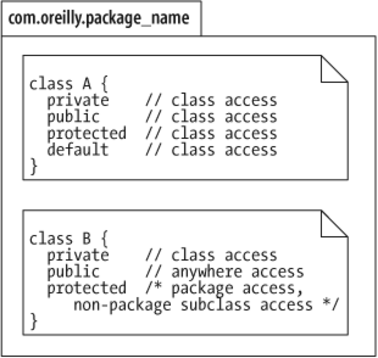 com.oreilly.package_name
class A {
  private    // class access
  public     // class access
  protected  // class access
  default    // class access
}
class B {
  private    // class access
  public     // anywhere access
  protected  /* package access,
     non-package subclass access */
}